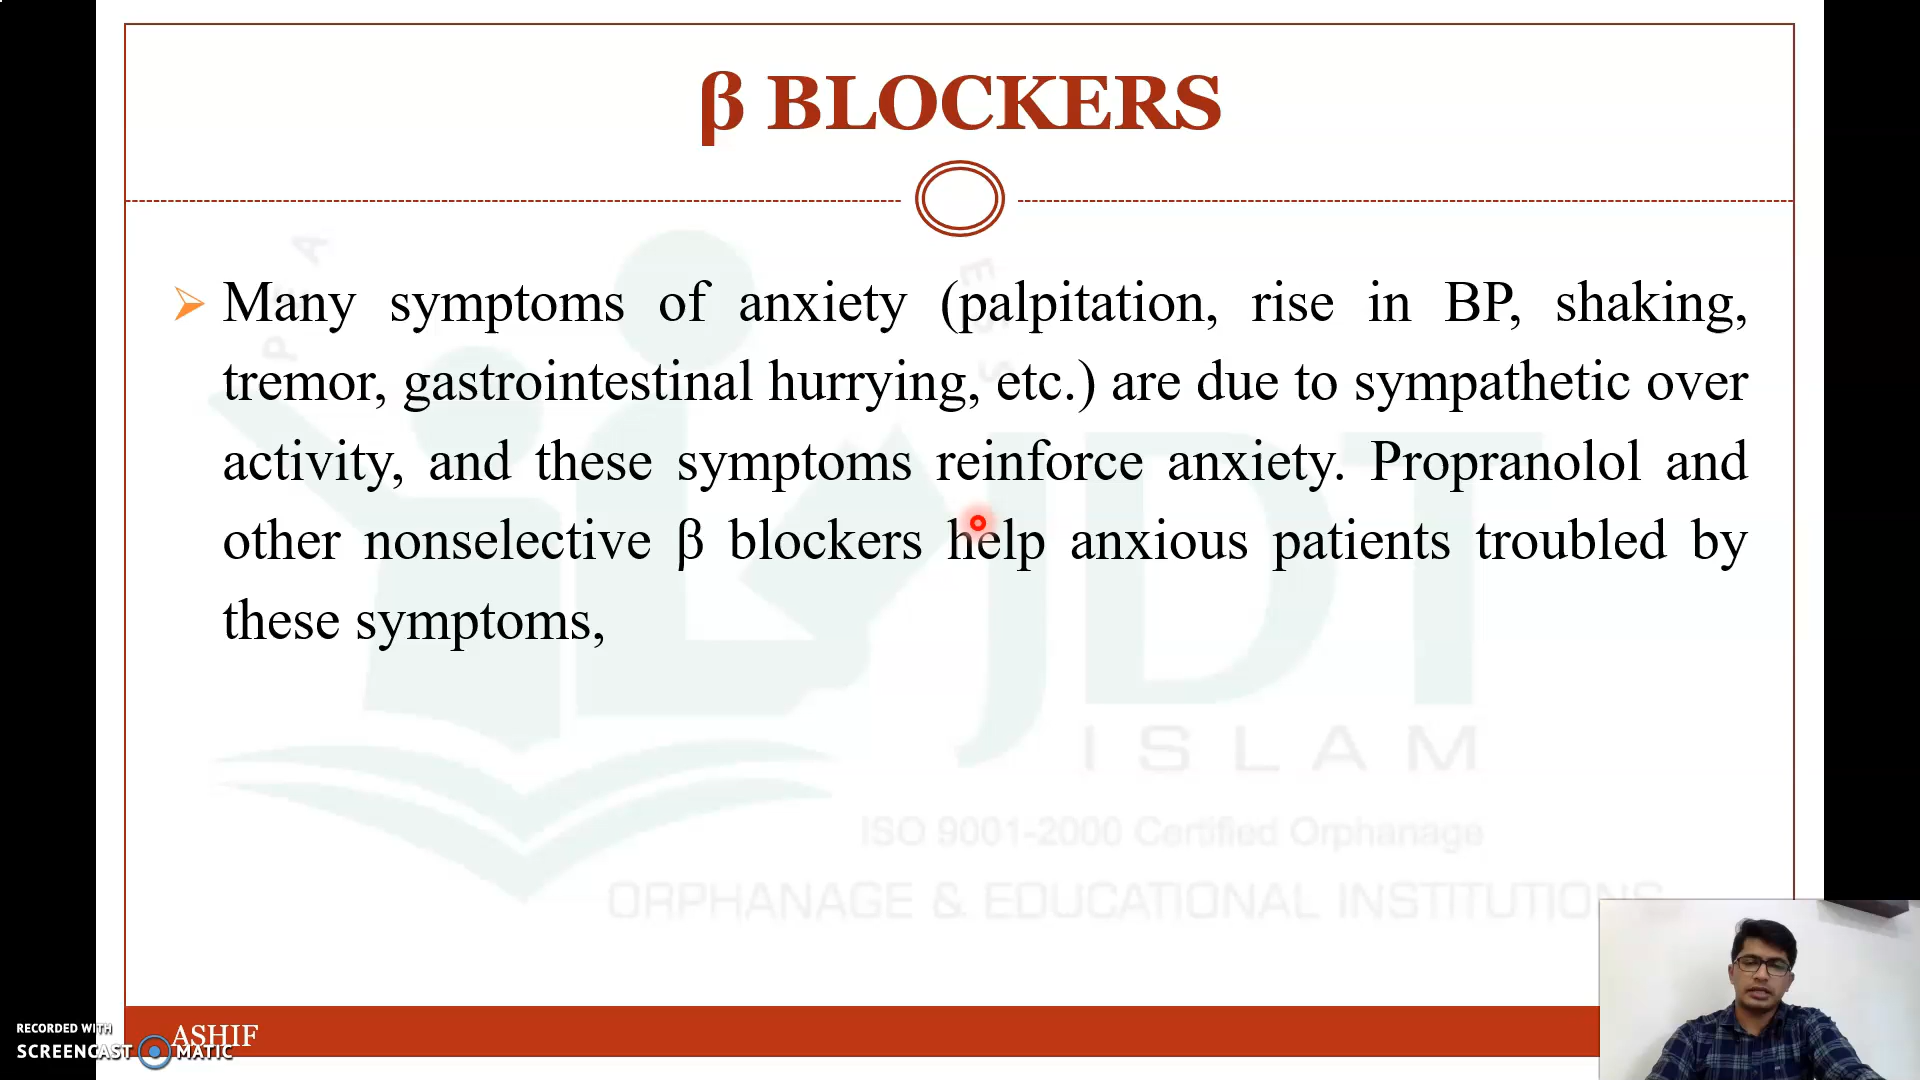 β BLOCKERS
Many symptoms of anxiety (palpitation, rise in BP, shaking,
tremor, gastrointestinal hurrying, etc.) are due to sympathetic over
activity, and these symptoms reinforce anxiety. Propranolol and
other nonselective β blockers help anxious patients troubled by
these symptoms,
JDT
ISLAM
ISO 9001-2000 Certified Orphanage
ORPHANAGE & EDUCATIONAL INSTITUTIONS
ASHIF
RECORDED WITH
SCREENCAST MATIC